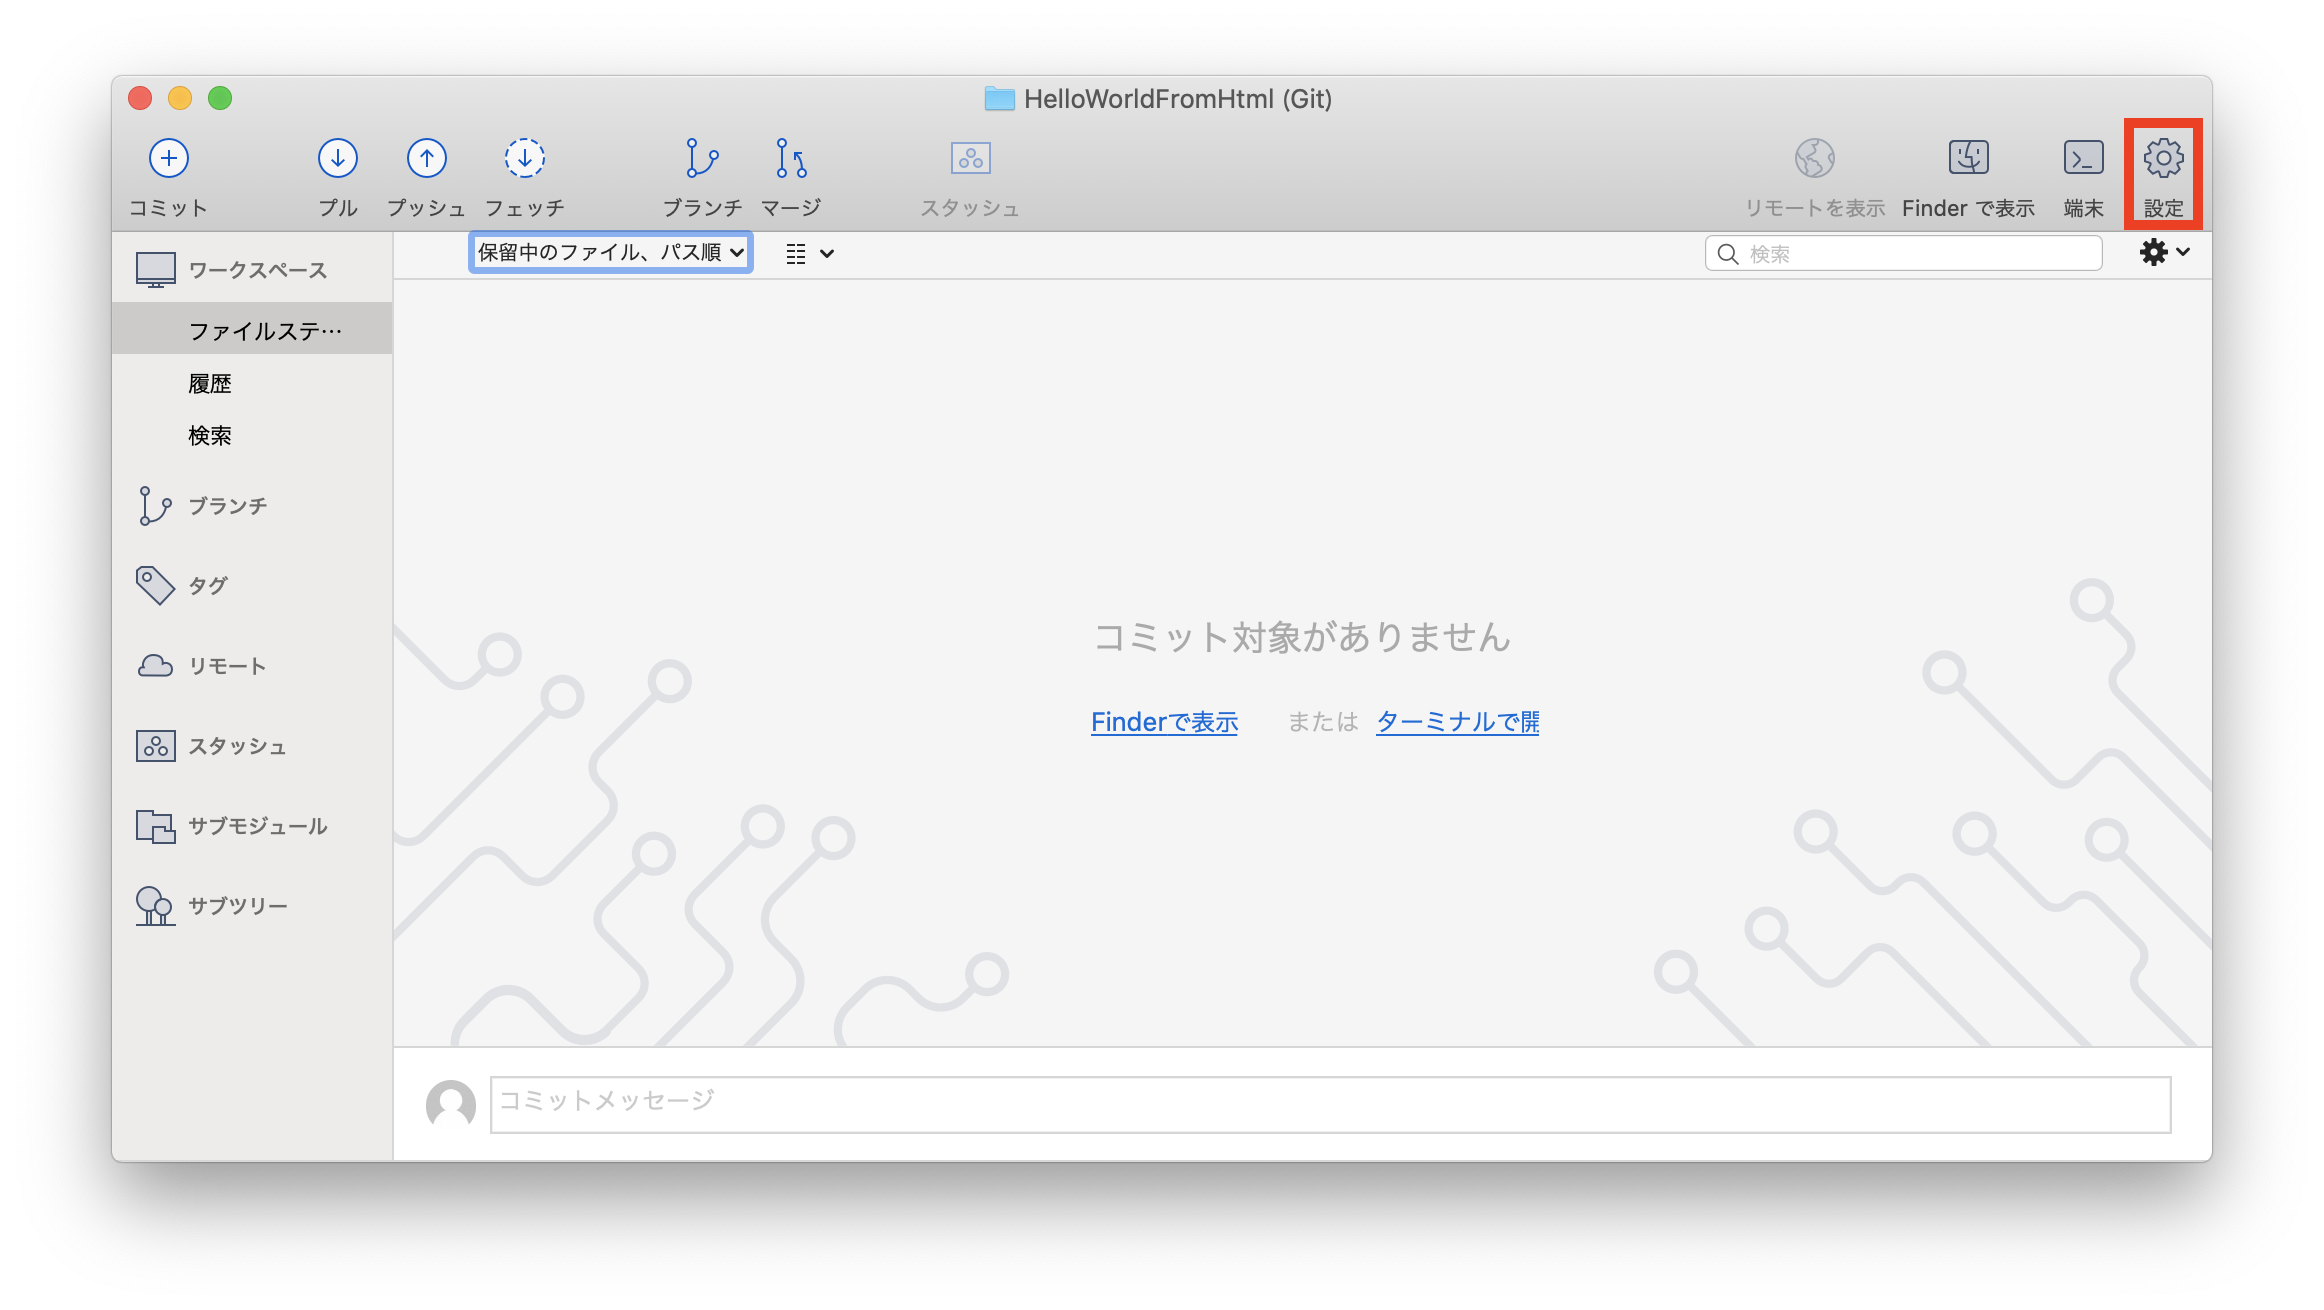 HelloWorldFromHtml (Git)
コミット プル プッシュ フェッチ ブランチ マージ スタッシュ リモートを表示 Finder で表示 端末 設定
保留中のファイル、パス順 検索
ワークスペース
ファイルステ…
履歴
検索
ブランチ
タグ
リモート
スタッシュ
サブモジュール
サブツリー
コミット対象がありません
Finderで表示 または ターミナルで開
コミットメッセージ